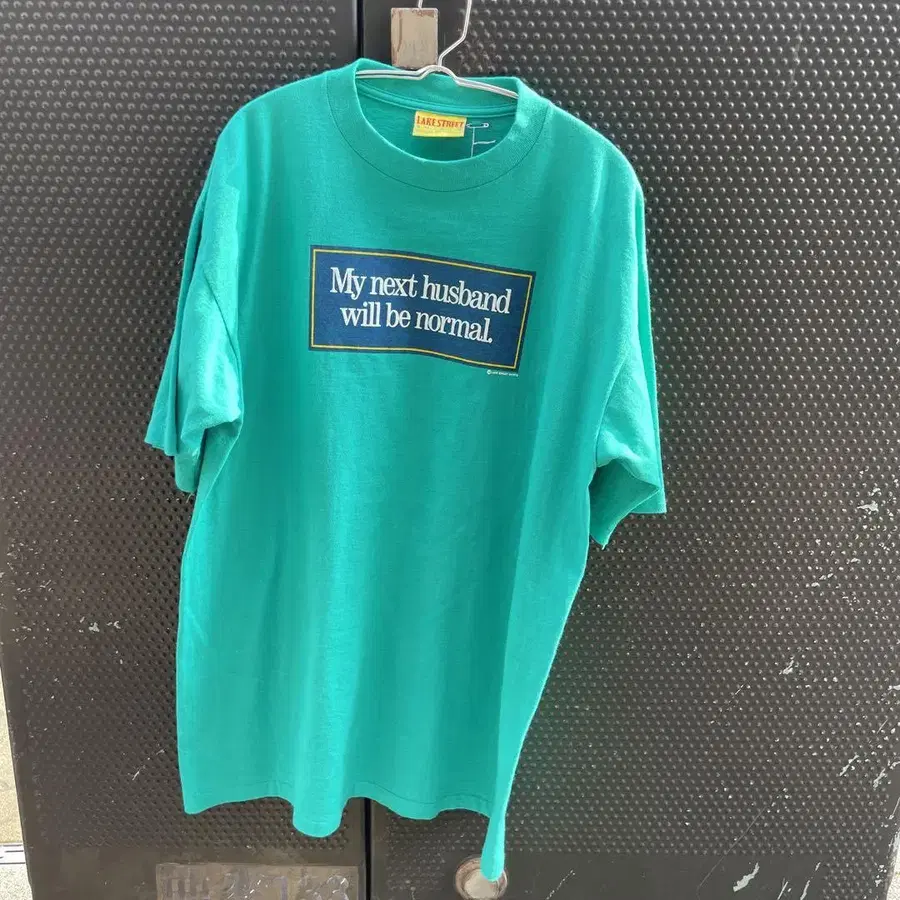 LAKE STREET
My next husband
will be normal.